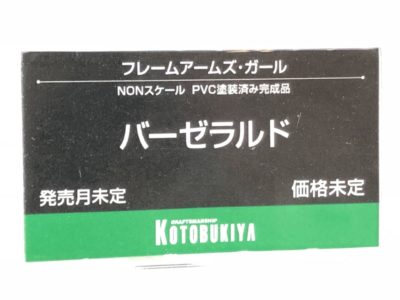 フレームアームズ・ガール
NONスケール PVC塗装済み完成品
バーゼラルド
発売月未定 価格未定
CRAFTSMANSHIP
KOTOBUKIYA